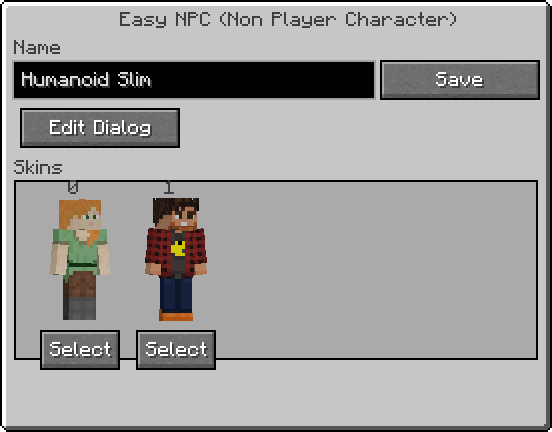 Easy NPC (Non Player Character)
Name
Humanoid Slim
Save
Edit Dialog
Skins
0 1
Select Select